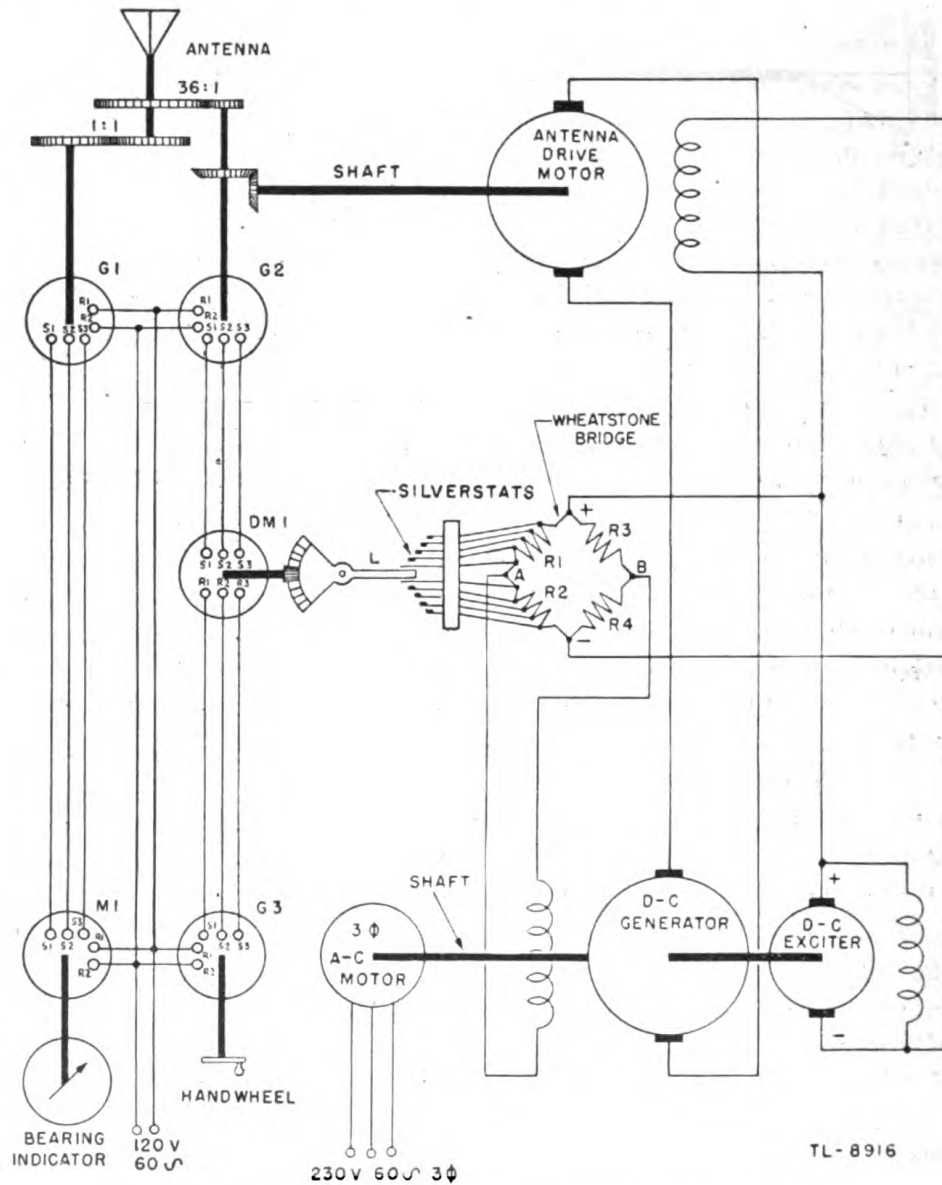 ANTENNA
36:1
1:1
SHAFT
ANTENNA
DRIVE
MOTOR
G1
G2
R1
R2
S1 S2 S3
R1
R2
S1 S2 S3
WHEATSTONE
BRIDGE
SILVERSTATS
DM1
S1 S2 S3
R1 R2 R3
L
+
R3
R1
A
B
R2
R4
-
SHAFT
M1
S1 S2 S3
R1
R2
G3
S1 S2 S3
R1
R2
3 Φ
A-C
MOTOR
D-C
GENERATOR
+
D-C
EXCITER
-
HANDWHEEL
BEARING
INDICATOR
120 V
60 ∿
230 V 60 ∿ 3Φ
TL-8916